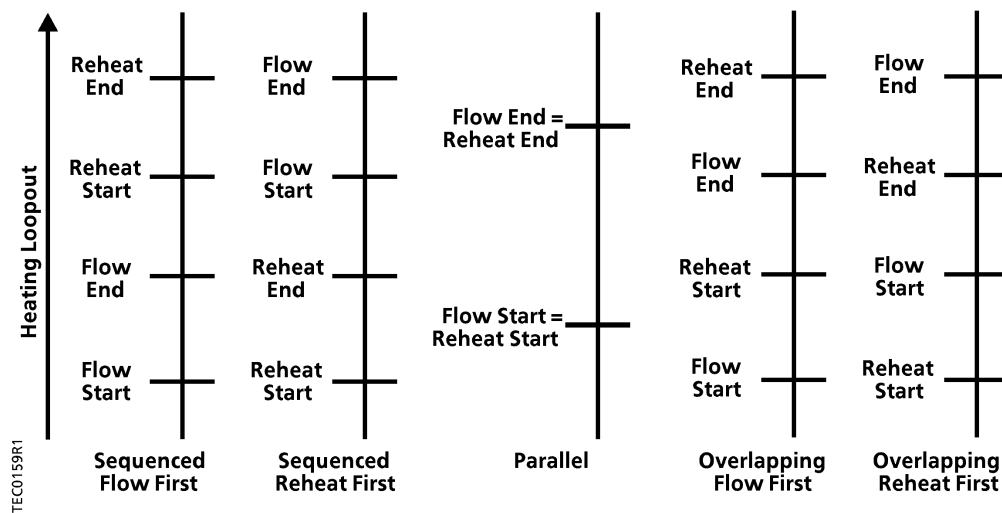 Heating Loopout
TEC0159R1
Reheat
End
Reheat
Start
Flow
End
Flow
Start
Sequenced
Flow First
Flow
End
Flow
Start
Reheat
End
Reheat
Start
Sequenced
Reheat First
Flow End =
Reheat End
Flow Start =
Reheat Start
Parallel
Reheat
End
Flow
End
Reheat
Start
Flow
Start
Overlapping
Flow First
Flow
End
Reheat
End
Flow
Start
Reheat
Start
Overlapping
Reheat First